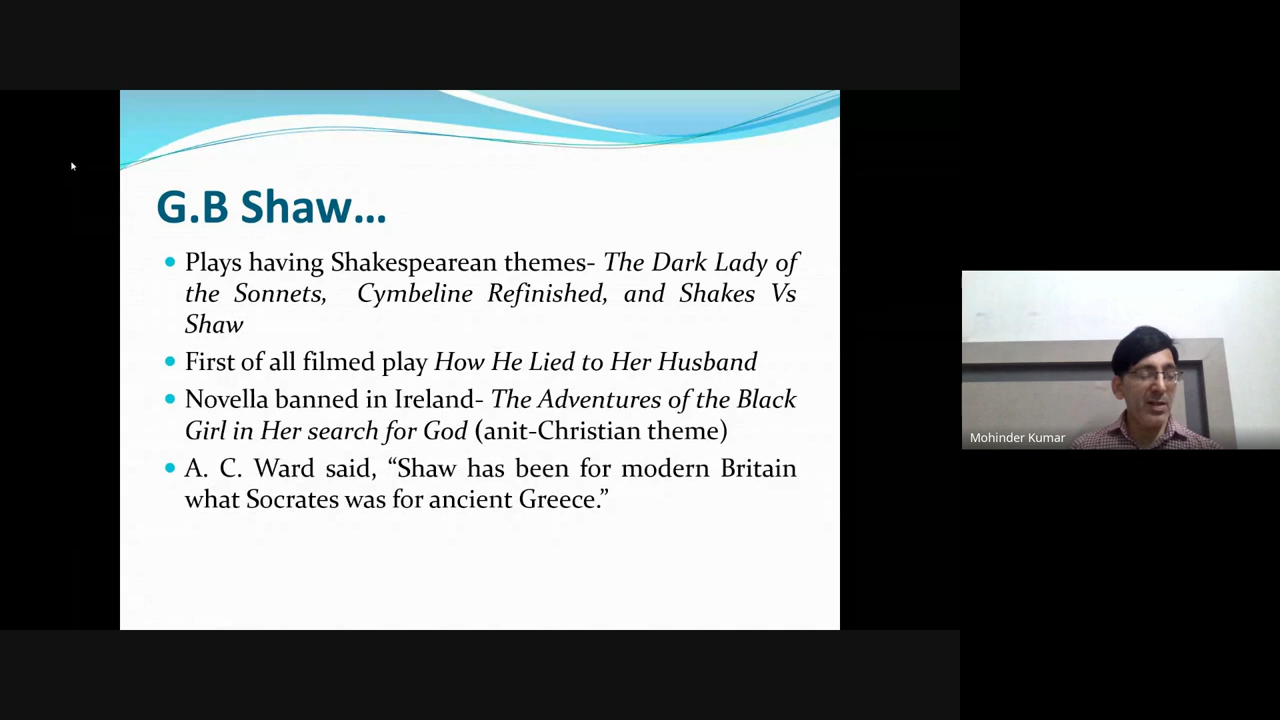 G.B Shaw...
• Plays having Shakespearean themes- The Dark Lady of
the Sonnets, Cymbeline Refinished, and Shakes Vs
Shaw
• First of all filmed play How He Lied to Her Husband
• Novella banned in Ireland- The Adventures of the Black
Girl in Her search for God (anit-Christian theme)
• A. C. Ward said, “Shaw has been for modern Britain
what Socrates was for ancient Greece.”
Mohinder Kumar